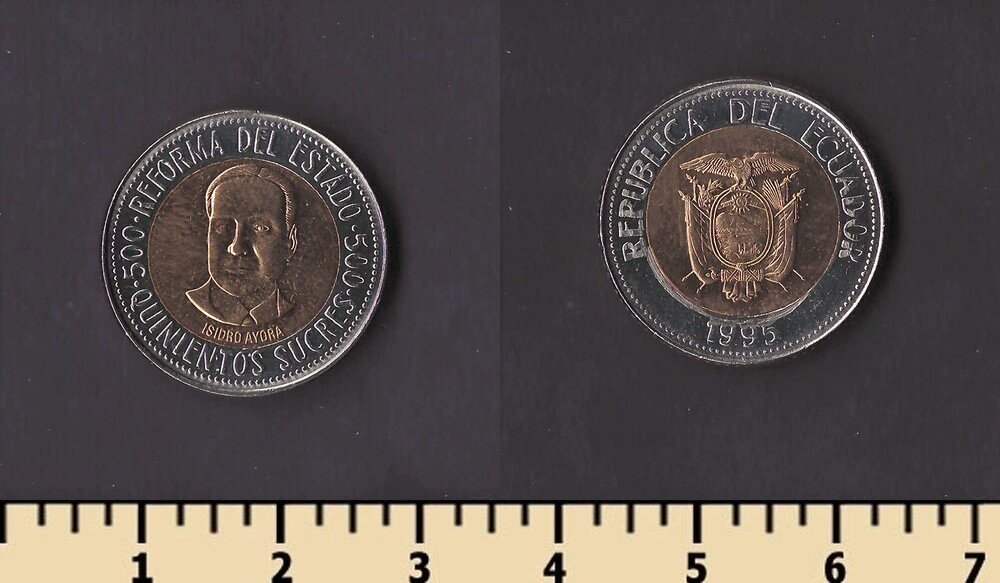 ·REFORMA DEL ESTADO·
500·SUCRES
500·QUINIENTOS
ISIDRO AYORA
REPUBLICA DEL ECUADOR
1995
1 2 3 4 5 6 7